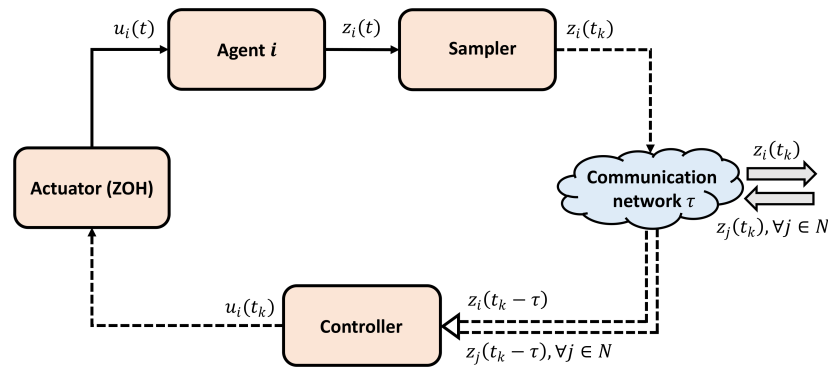 u_i(t)
Agent i
z_i(t)
Sampler
z_i(t_k)
Communication
network τ
z_i(t_k)
z_j(t_k), ∀j ∈ N
Actuator (ZOH)
u_i(t_k)
Controller
z_i(t_k − τ)
z_j(t_k − τ), ∀j ∈ N